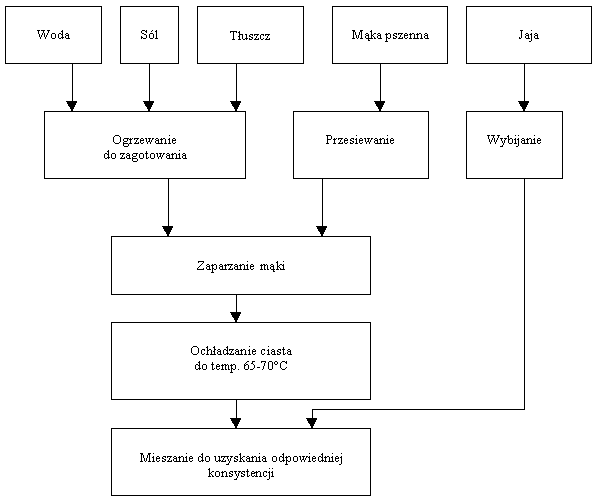 Woda
Sól
Tłuszcz
Mąka pszenna
Jaja
Ogrzewanie
do zagotowania
Przesiewanie
Wybijanie
Zaparzanie mąki
Ochładzanie ciasta
do temp. 65-70°C
Mieszanie do uzyskania odpowiedniej
konsystencji